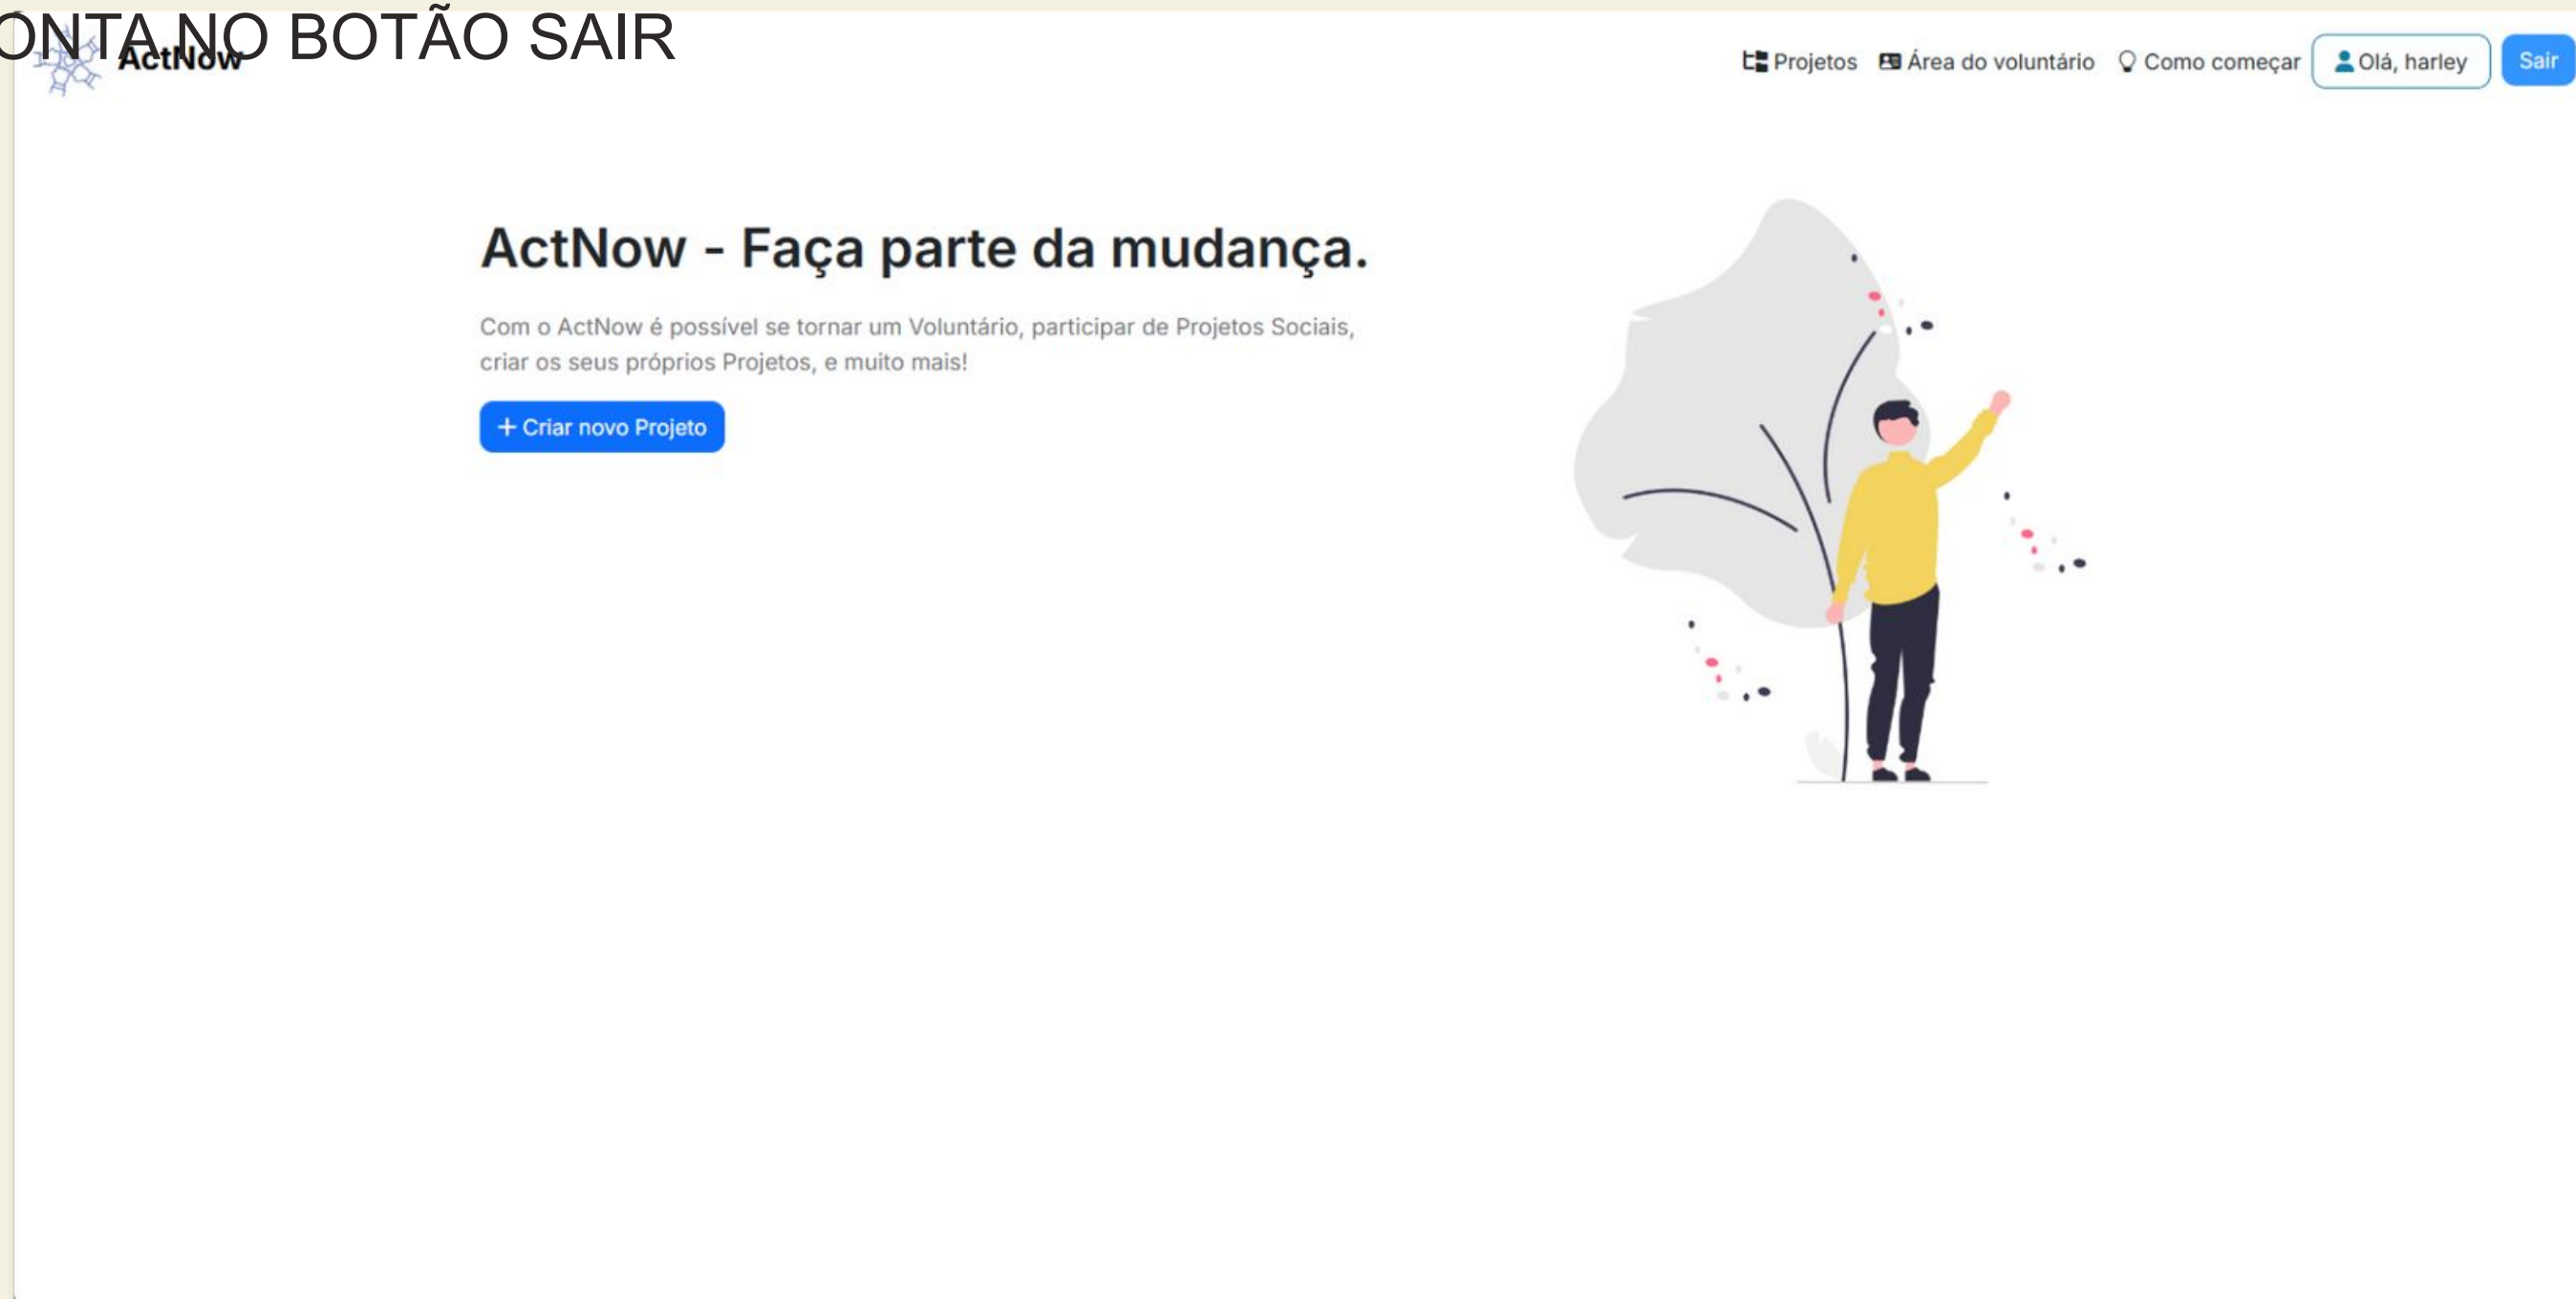 ONTA NO BOTÃO SAIR
ActNow
Projetos Área do voluntário Como começar Olá, harley Sair
ActNow - Faça parte da mudança.
Com o ActNow é possível se tornar um Voluntário, participar de Projetos Sociais,
criar os seus próprios Projetos, e muito mais!
+ Criar novo Projeto